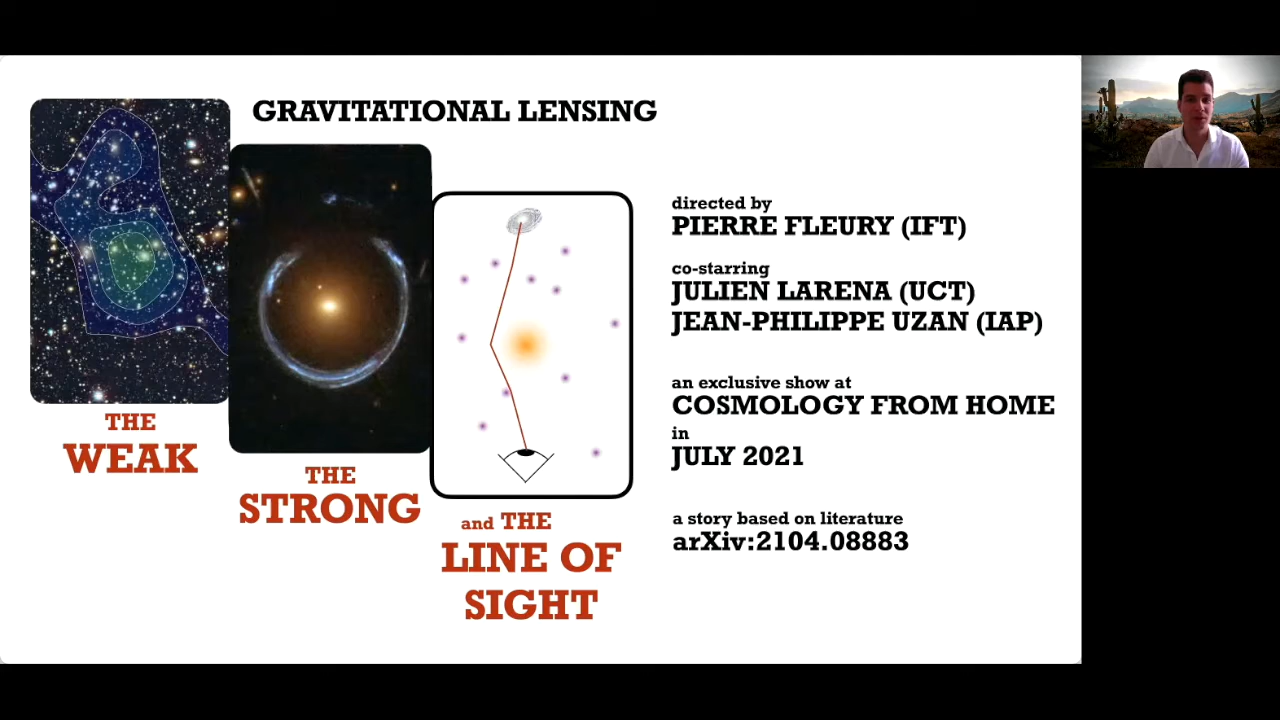 GRAVITATIONAL LENSING
THE
WEAK
THE
STRONG
and THE
LINE OF
SIGHT
directed by
PIERRE FLEURY (IFT)
co-starring
JULIEN LARENA (UCT)
JEAN-PHILIPPE UZAN (IAP)
an exclusive show at
COSMOLOGY FROM HOME
in
JULY 2021
a story based on literature
arXiv:2104.08883